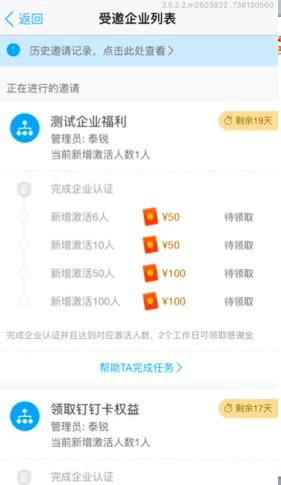 3.5.2.2.m2603822 .736130560
返回
受邀企业列表
历史邀请记录，点击此处查看
正在进行的邀请
测试企业福利
剩余19天
管理员: 泰锐
当前新增激活人数1人
完成企业认证
新增激活6人 ¥50 待领取
新增激活10人 ¥50 待领取
新增激活50人 ¥100 待领取
新增激活100人 ¥100 待领取
完成企业认证并且达到对应激活人数，2个工作日可领取感谢金
帮助TA完成任务
领取钉钉卡权益
剩余17天
管理员: 泰锐
当前新增激活人数1人
完成企业认证